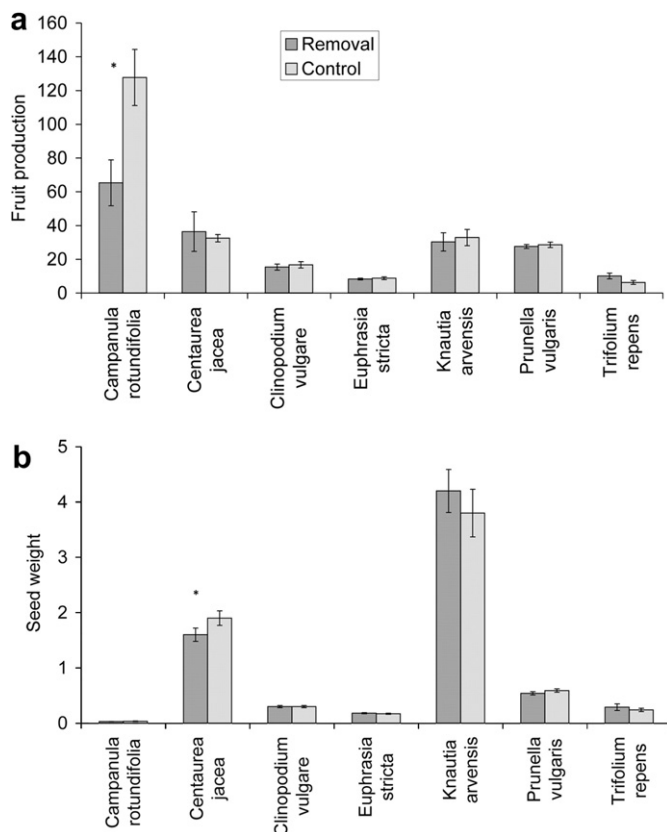 a
160
140
120
100
80
60
40
20
0
Fruit production
Removal
Control
*
Campanula
rotundifolia
Centaurea
jacea
Clinopodium
vulgare
Euphrasia
stricta
Knautia
arvensis
Prunella
vulgaris
Trifolium
repens
b
5
4
3
2
1
0
Seed weight
*
Campanula
rotundifolia
Centaurea
jacea
Clinopodium
vulgare
Euphrasia
stricta
Knautia
arvensis
Prunella
vulgaris
Trifolium
repens